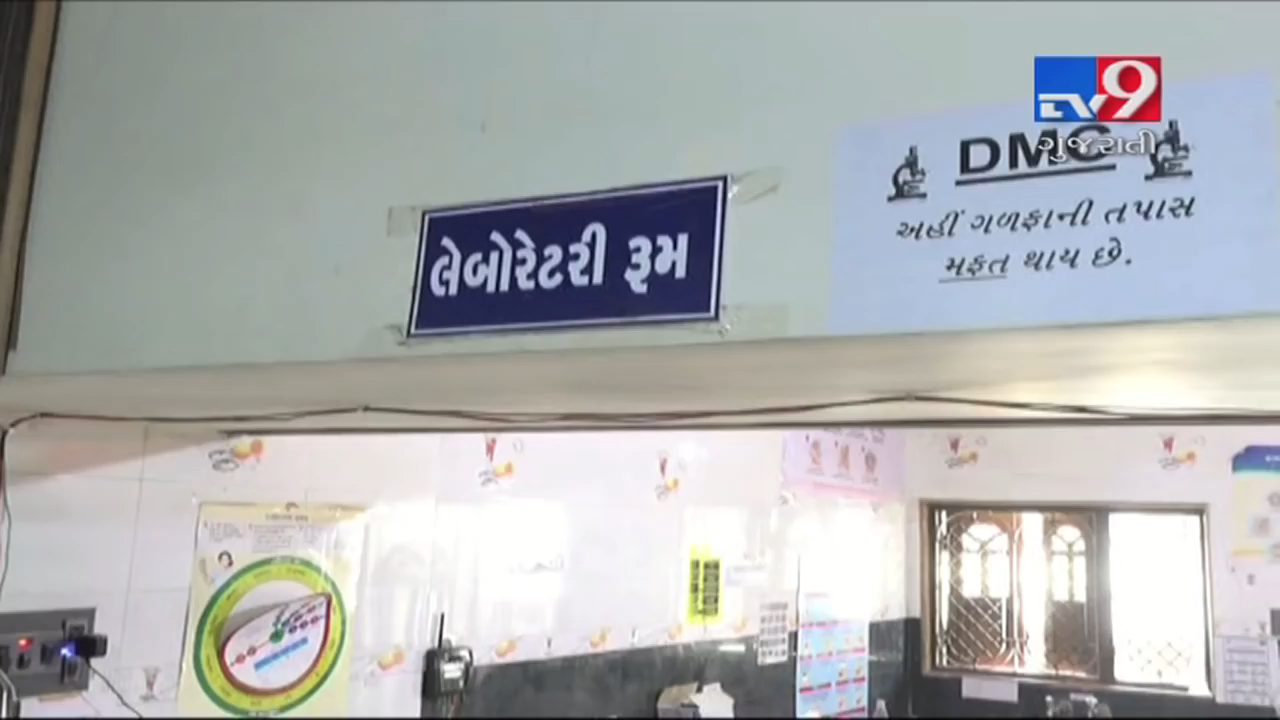 TV9
ગુજરાતી
DMC
અહીં ગળફાની તપાસ
મફત થાય છે.
લેબોરેટરી રૂમ